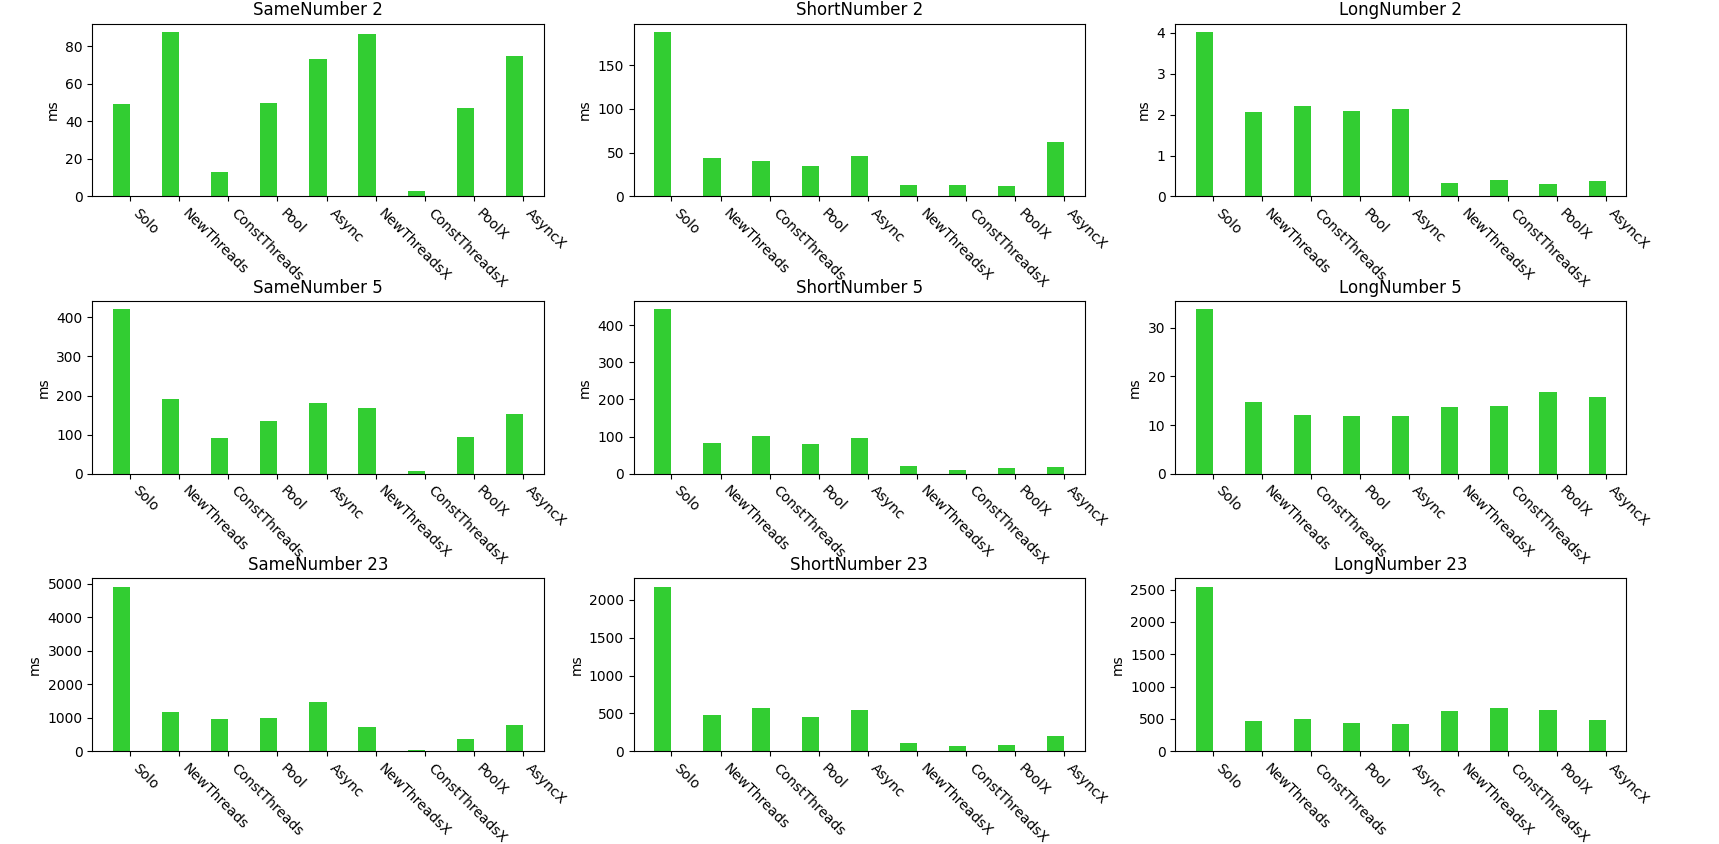 SameNumber 2
ShortNumber 2
LongNumber 2
ms
80
60
40
20
0
Solo
NewThreads
ConstThreads
Pool
Async
NewThreadsX
ConstThreadsX
PoolX
AsyncX
ms
150
100
50
0
Solo
NewThreads
ConstThreads
Pool
Async
NewThreadsX
ConstThreadsX
PoolX
AsyncX
ms
4
3
2
1
0
Solo
NewThreads
ConstThreads
Pool
Async
NewThreadsX
ConstThreadsX
PoolX
AsyncX
SameNumber 5
ShortNumber 5
LongNumber 5
ms
400
300
200
100
0
Solo
NewThreads
ConstThreads
Pool
Async
NewThreadsX
ConstThreadsX
PoolX
AsyncX
ms
400
300
200
100
0
Solo
NewThreads
ConstThreads
Pool
Async
NewThreadsX
ConstThreadsX
PoolX
AsyncX
ms
30
20
10
0
Solo
NewThreads
ConstThreads
Pool
Async
NewThreadsX
ConstThreadsX
PoolX
AsyncX
SameNumber 23
ShortNumber 23
LongNumber 23
ms
5000
4000
3000
2000
1000
0
Solo
NewThreads
ConstThreads
Pool
Async
NewThreadsX
ConstThreadsX
PoolX
AsyncX
ms
2000
1500
1000
500
0
Solo
NewThreads
ConstThreads
Pool
Async
NewThreadsX
ConstThreadsX
PoolX
AsyncX
ms
2500
2000
1500
1000
500
0
Solo
NewThreads
ConstThreads
Pool
Async
NewThreadsX
ConstThreadsX
PoolX
AsyncX